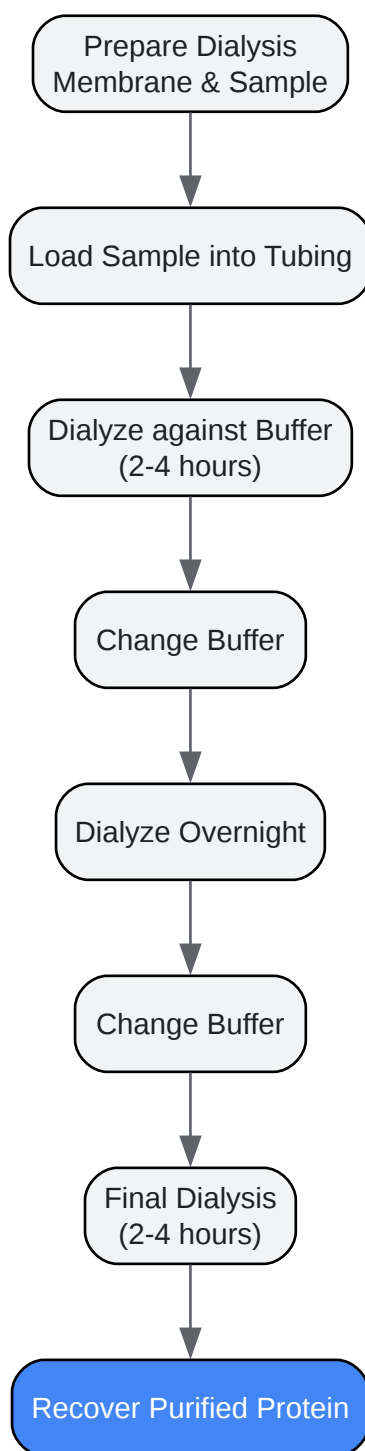 Prepare Dialysis
Membrane & Sample
Load Sample into Tubing
Dialyze against Buffer
(2-4 hours)
Change Buffer
Dialyze Overnight
Change Buffer
Final Dialysis
(2-4 hours)
Recover Purified Protein